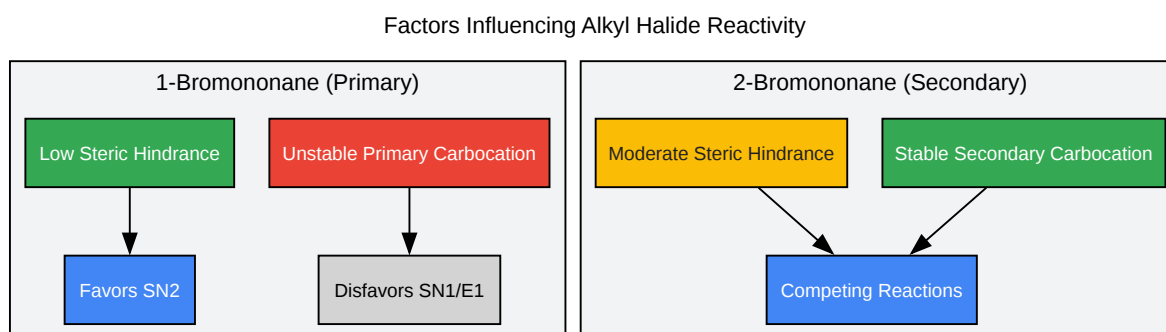 Factors Influencing Alkyl Halide Reactivity
1-Bromononane (Primary)
Low Steric Hindrance
Unstable Primary Carbocation
Favors SN2
Disfavors SN1/E1
2-Bromononane (Secondary)
Moderate Steric Hindrance
Stable Secondary Carbocation
Competing Reactions